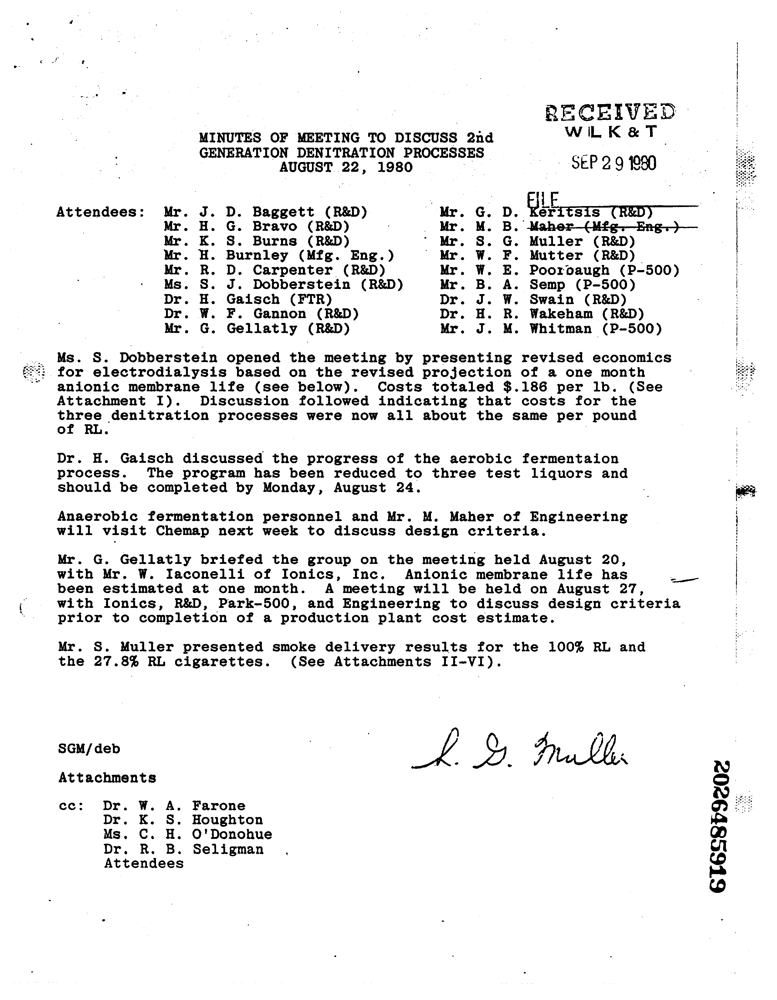 RECEIVED
W L K & T
SEP 29 1980
MINUTES OF MEETING TO DISCUSS 2nd
GENERATION DENITRATION PROCESSES
AUGUST 22, 1980
FILE
Attendees: Mr. J. D. Baggett (R&D) Mr. G. D. Keritsis (R&D)
Mr. H. G. Bravo (R&D) Mr. M. B. Maher (Mfg. Eng.)
Mr. K. S. Burns (R&D) Mr. S. G. Muller (R&D)
Mr. H. Burnley (Mfg. Eng.) Mr. W. F. Mutter (R&D)
Mr. R. D. Carpenter (R&D) Mr. W. E. Poorbaugh (P-500)
Ms. S. J. Dobberstein (R&D) Mr. B. A. Semp (P-500)
Dr. H. Gaisch (FTR) Dr. J. W. Swain (R&D)
Dr. W. F. Gannon (R&D) Dr. H. R. Wakeham (R&D)
Mr. G. Gellatly (R&D) Mr. J. M. Whitman (P-500)
Ms. S. Dobberstein opened the meeting by presenting revised economics
for electrodialysis based on the revised projection of a one month
anionic membrane life (see below). Costs totaled $.186 per lb. (See
Attachment I). Discussion followed indicating that costs for the
three denitration processes were now all about the same per pound
of RL.
Dr. H. Gaisch discussed the progress of the aerobic fermentaion
process. The program has been reduced to three test liquors and
should be completed by Monday, August 24.
Anaerobic fermentation personnel and Mr. M. Maher of Engineering
will visit Chemap next week to discuss design criteria.
Mr. G. Gellatly briefed the group on the meeting held August 20,
with Mr. W. Iaconelli of Ionics, Inc. Anionic membrane life has
been estimated at one month. A meeting will be held on August 27,
with Ionics, R&D, Park-500, and Engineering to discuss design criteria
prior to completion of a production plant cost estimate.
Mr. S. Muller presented smoke delivery results for the 100% RL and
the 27.8% RL cigarettes. (See Attachments II-VI).
S. G. Muller
SGM/deb
Attachments
cc: Dr. W. A. Farone
Dr. K. S. Houghton
Ms. C. H. O'Donohue
Dr. R. B. Seligman
Attendees
2026485919